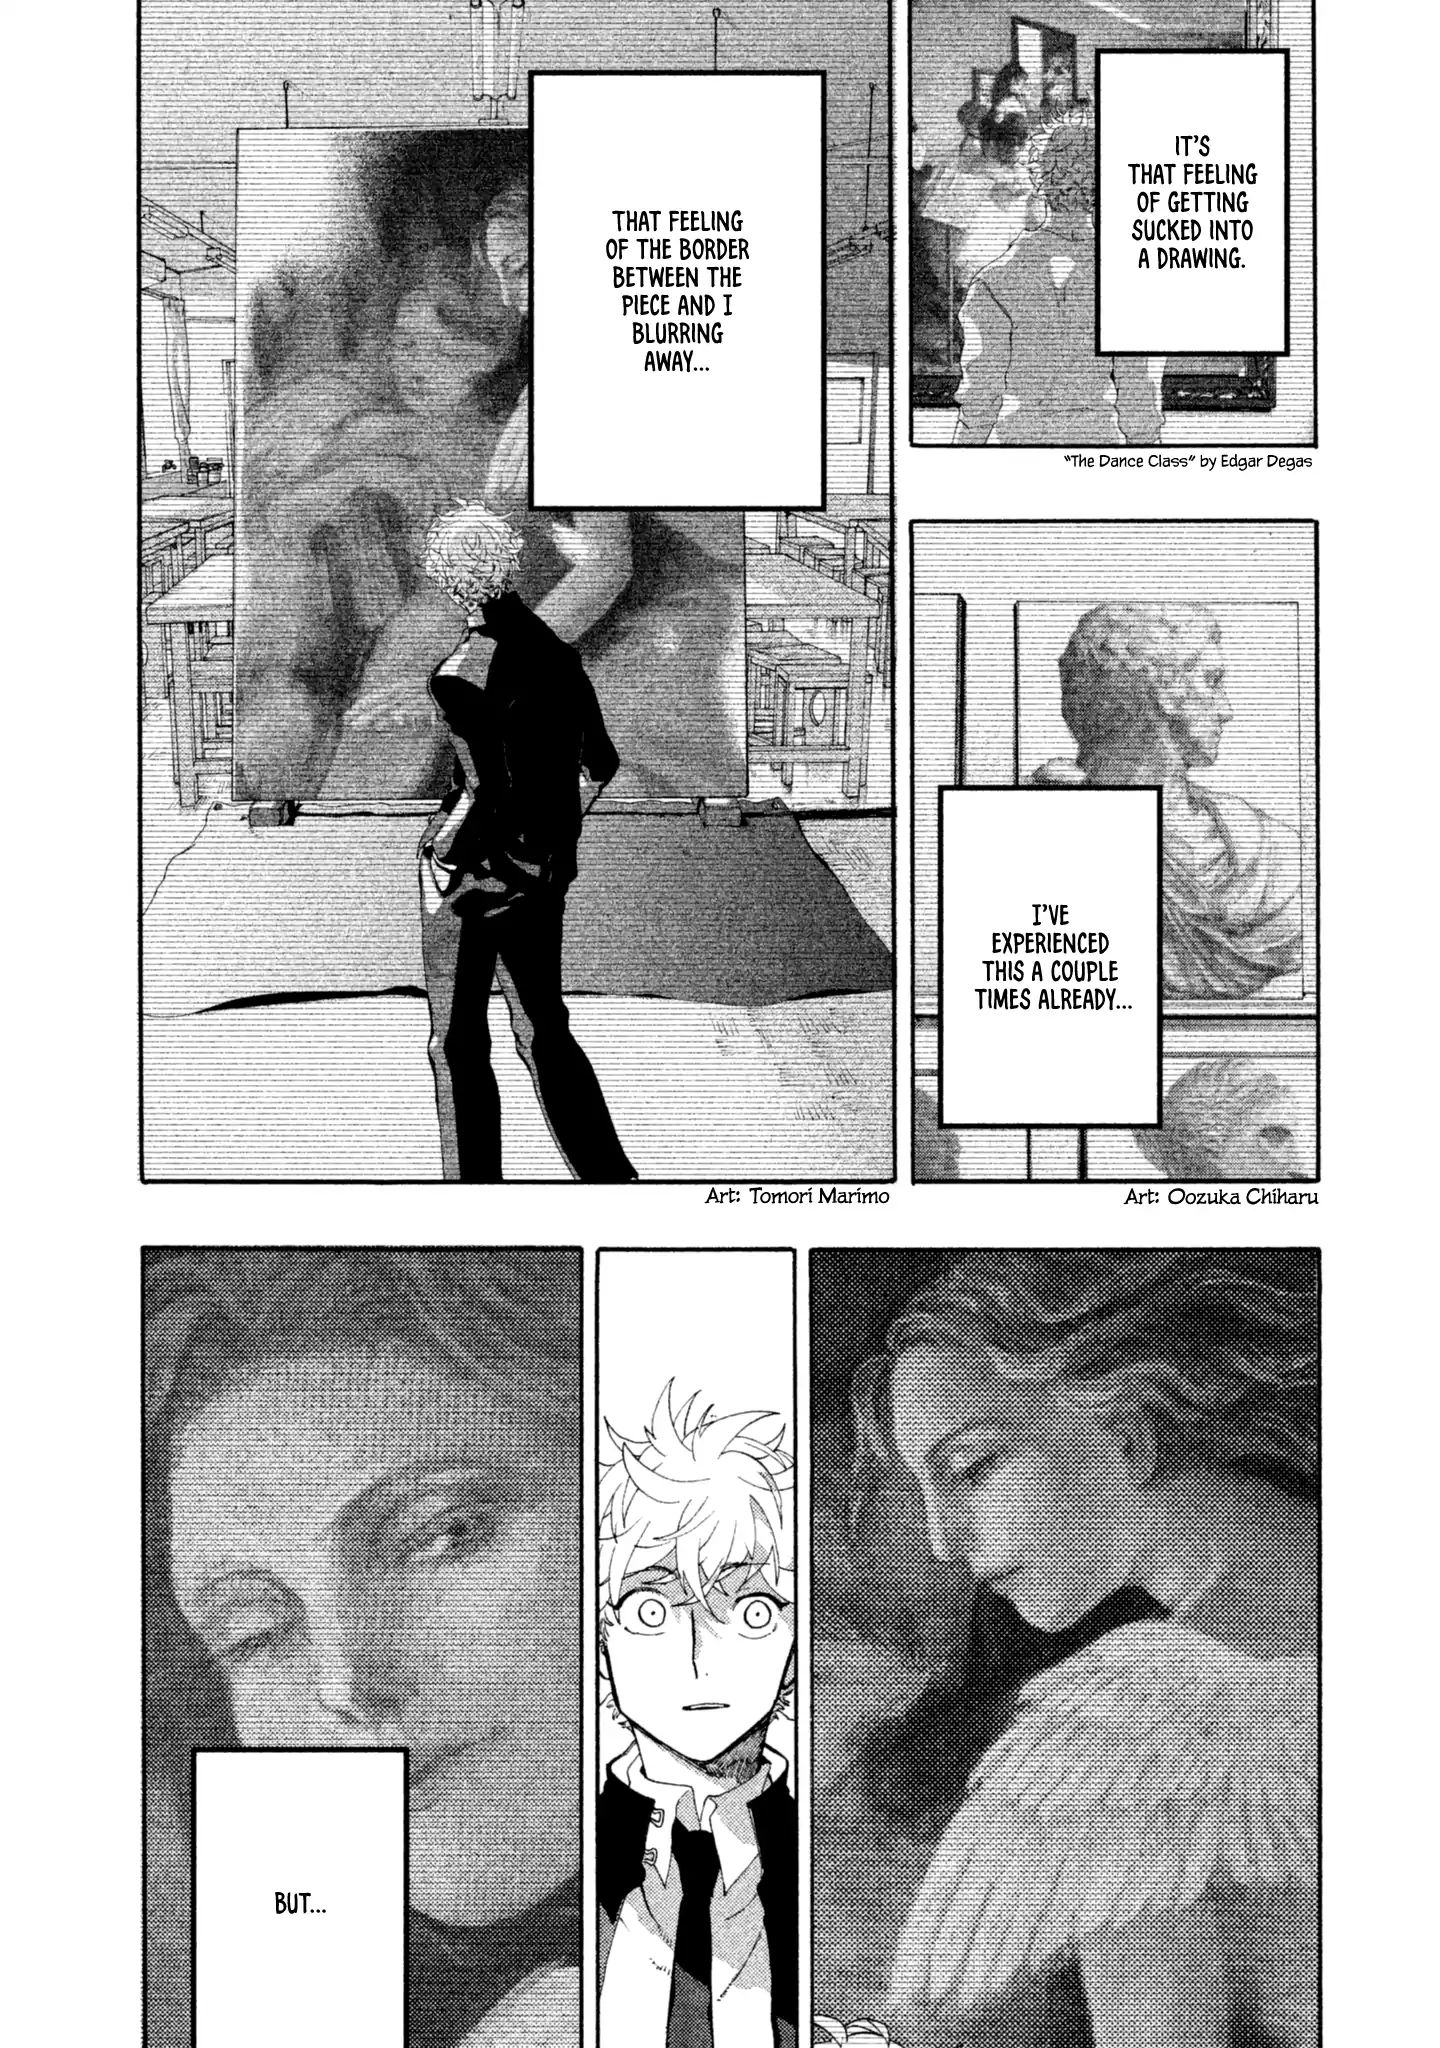 IT'S
THAT FEELING
OF GETTING
SUCKED INTO
A DRAWING.
"The Dance Class" by Edgar Degas
I'VE
EXPERIENCED
THIS A COUPLE
TIMES ALREADY...
Art: Oozuka Chiharu
THAT FEELING
OF THE BORDER
BETWEEN THE
PIECE AND I
BLURRING
AWAY...
Art: Tomori Marimo
BUT...